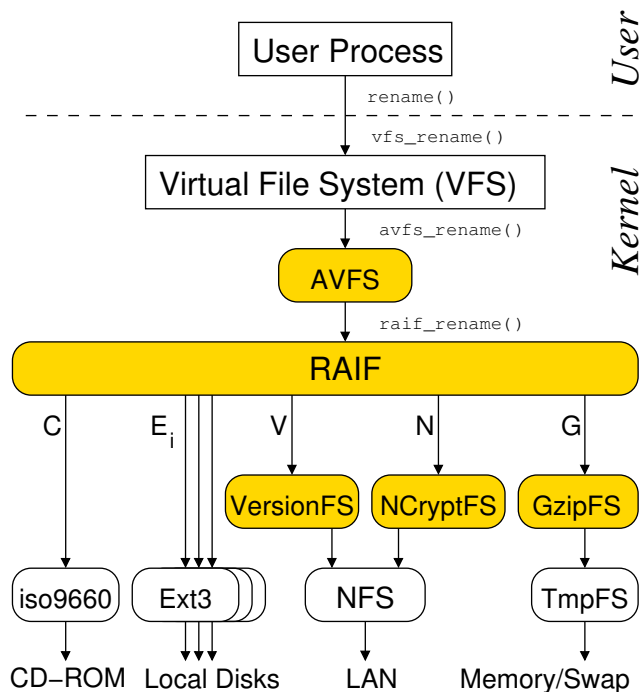 User Process
User
rename()
vfs_rename()
Virtual File System (VFS)
Kernel
avfs_rename()
AVFS
raif_rename()
RAIF
C
E_i
V
N
G
VersionFS
NCryptFS
GzipFS
iso9660
Ext3
NFS
TmpFS
CD−ROM
Local Disks
LAN
Memory/Swap